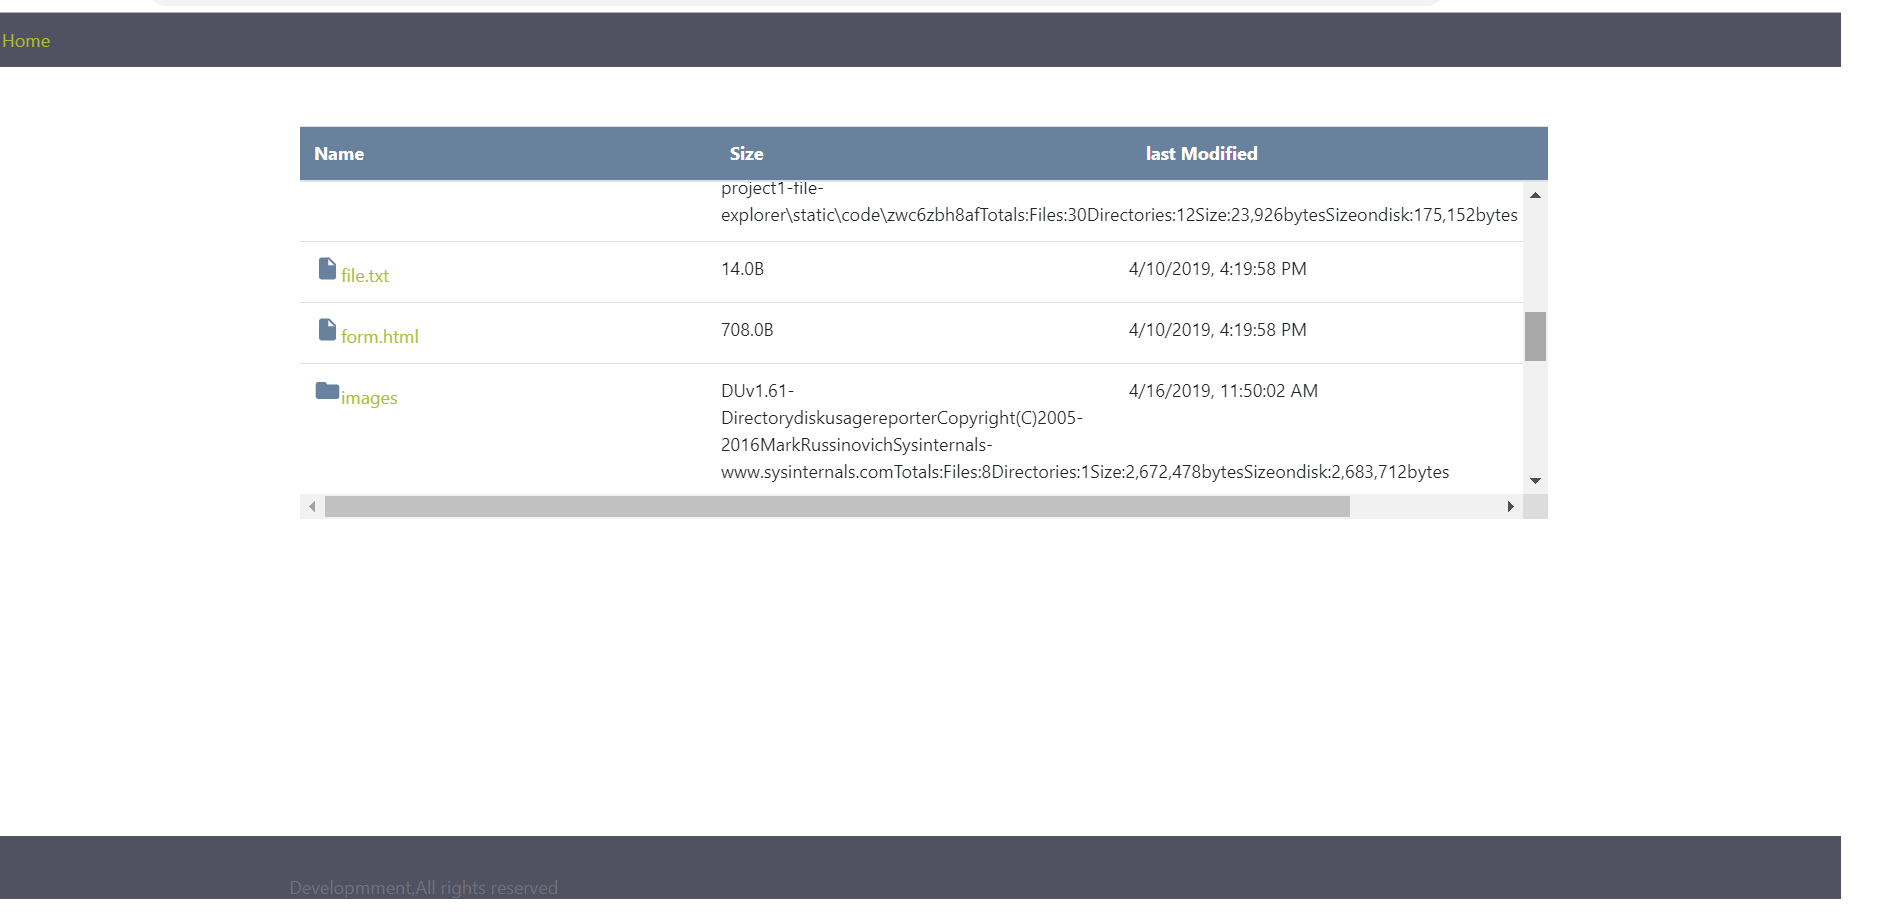 Home
Name Size last Modified
project1-file-
explorer\static\code\zwc6zbh8afTotals:Files:30Directories:12Size:23,926bytesSizeondisk:175,152bytes
file.txt 14.0B 4/10/2019, 4:19:58 PM
form.html 708.0B 4/10/2019, 4:19:58 PM
images DUv1.61- 4/16/2019, 11:50:02 AM
DirectorydiskusagereporterCopyright(C)2005-
2016MarkRussinovichSysinternals-
www.sysinternals.comTotals:Files:8Directories:1Size:2,672,478bytesSizeondisk:2,683,712bytes
Developmment,All rights reserved